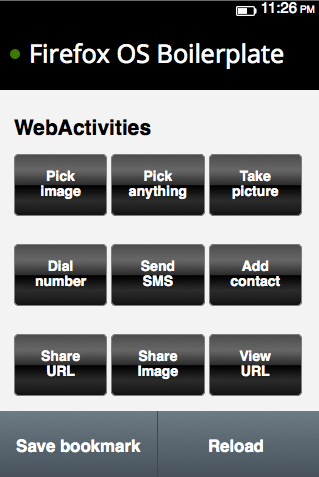 11:26 PM
Firefox OS Boilerplate
WebActivities
Pick
image
Pick
anything
Take
picture
Dial
number
Send
SMS
Add
contact
Share
URL
Share
Image
View
URL
Save bookmark
Reload